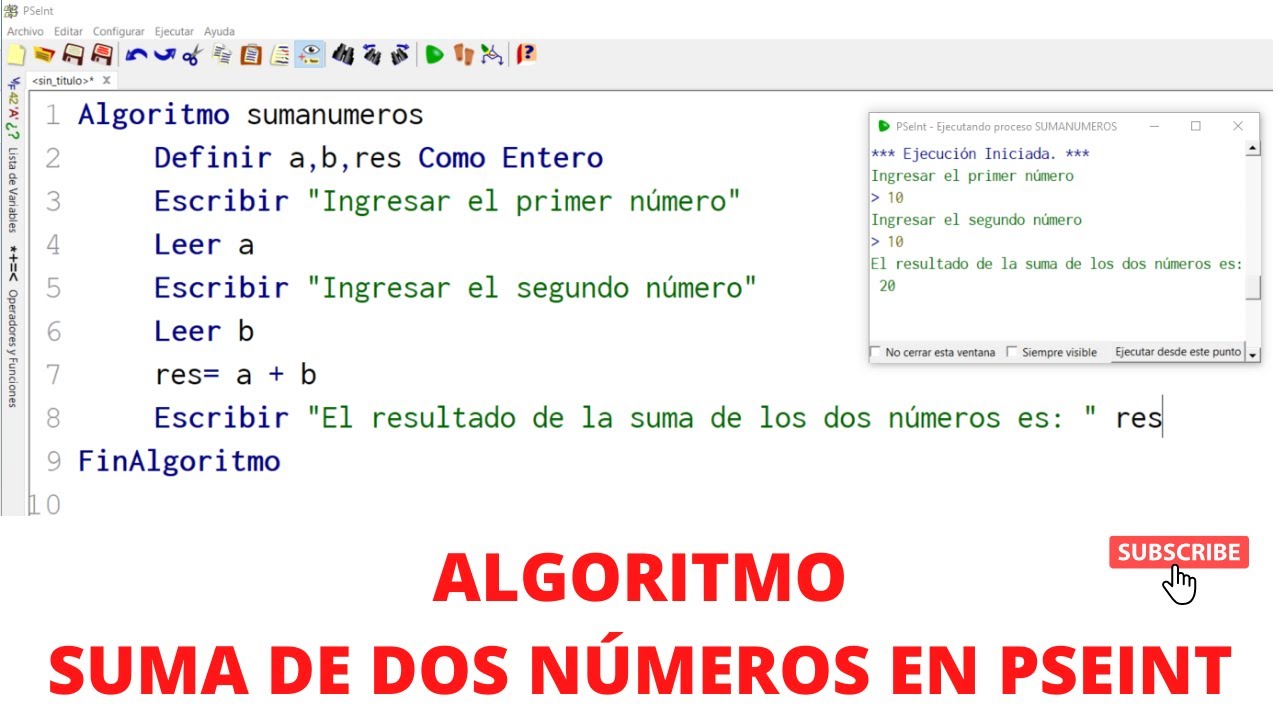 PSeInt
Archivo Editar Configurar Ejecutar Ayuda
<sin_titulo>* X
Lista de Variables
*+=< Operadores y Funciones
1 Algoritmo sumanumeros
2 Definir a,b,res Como Entero
3 Escribir "Ingresar el primer número"
4 Leer a
5 Escribir "Ingresar el segundo número"
6 Leer b
7 res= a + b
8 Escribir "El resultado de la suma de los dos números es: " res
9 FinAlgoritmo
10
PSeInt - Ejecutando proceso SUMANUMEROS
*** Ejecución Iniciada. ***
Ingresar el primer número
> 10
Ingresar el segundo número
> 10
El resultado de la suma de los dos números es:
20
No cerrar esta ventana Siempre visible Ejecutar desde este punto
SUBSCRIBE
ALGORITMO
SUMA DE DOS NÚMEROS EN PSEINT